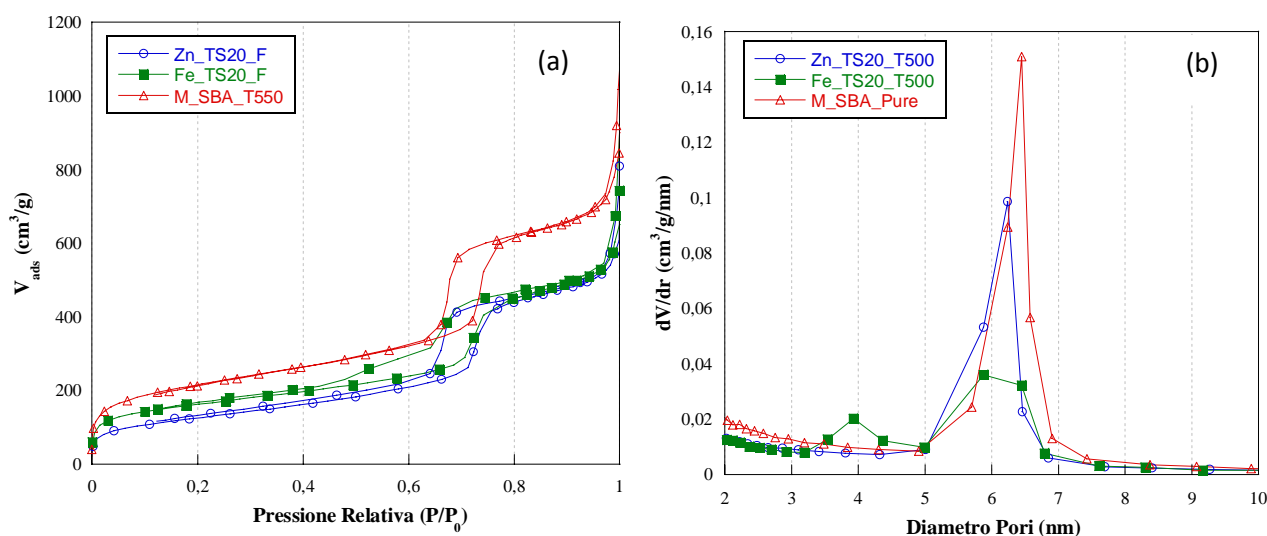 (a)
Zn_TS20_F
Fe_TS20_F
M_SBA_T550
1200
1000
800
600
400
200
0
V_ads (cm³/g)
0 0,2 0,4 0,6 0,8 1
Pressione Relativa (P/P₀)
(b)
Zn_TS20_T500
Fe_TS20_T500
M_SBA_Pure
0,16
0,14
0,12
0,1
0,08
0,06
0,04
0,02
0
dV/dr (cm³/g/nm)
2 3 4 5 6 7 8 9 10
Diametro Pori (nm)